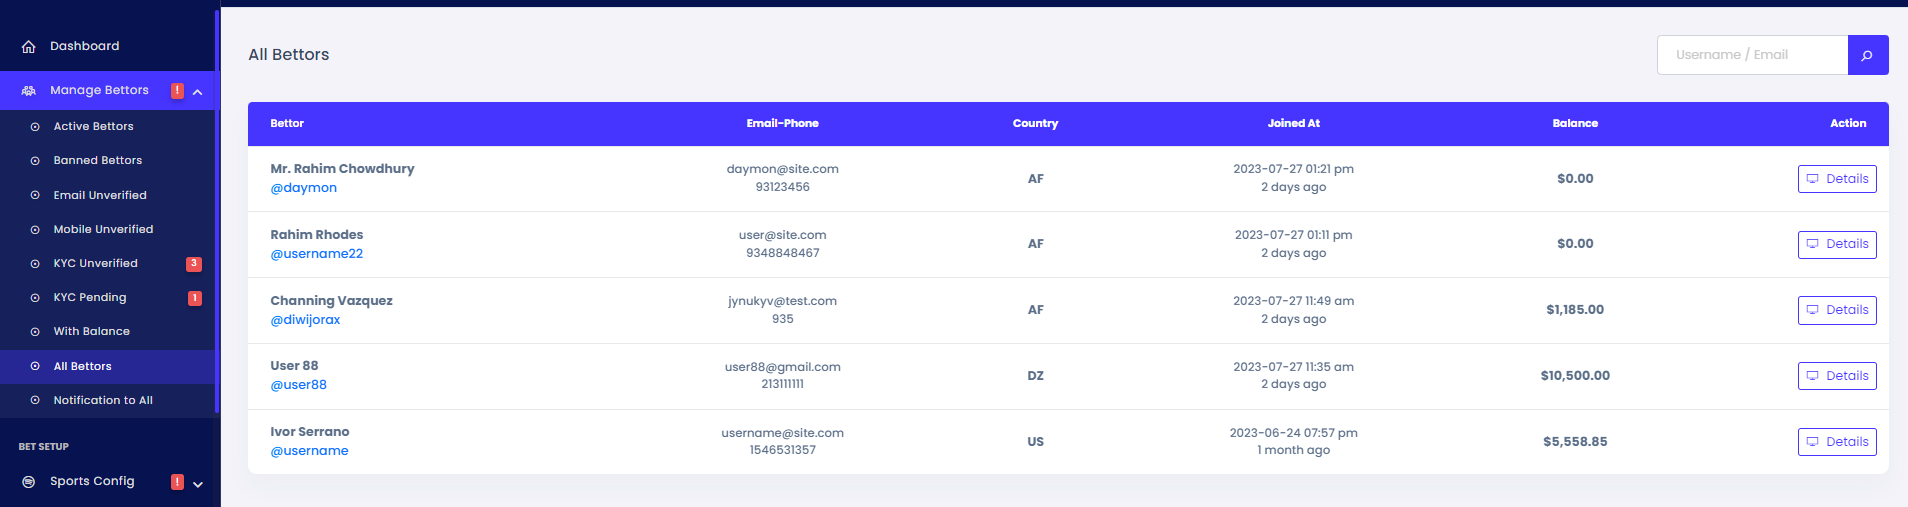 Dashboard
Manage Bettors !
Active Bettors
Banned Bettors
Email Unverified
Mobile Unverified
KYC Unverified 3
KYC Pending 1
With Balance
All Bettors
Notification to All
BET SETUP
Sports Config !
All Bettors
Username / Email
Bettor Email-Phone Country Joined At Balance Action
Mr. Rahim Chowdhury daymon@site.com AF 2023-07-27 01:21 pm $0.00 Details
@daymon 93123456 2 days ago
Rahim Rhodes user@site.com AF 2023-07-27 01:11 pm $0.00 Details
@username22 9348848467 2 days ago
Channing Vazquez jynukyv@test.com AF 2023-07-27 11:49 am $1,185.00 Details
@diwijorax 935 2 days ago
User 88 user88@gmail.com DZ 2023-07-27 11:35 am $10,500.00 Details
@user88 213111111 2 days ago
Ivor Serrano username@site.com US 2023-06-24 07:57 pm $5,558.85 Details
@username 1546531357 1 month ago